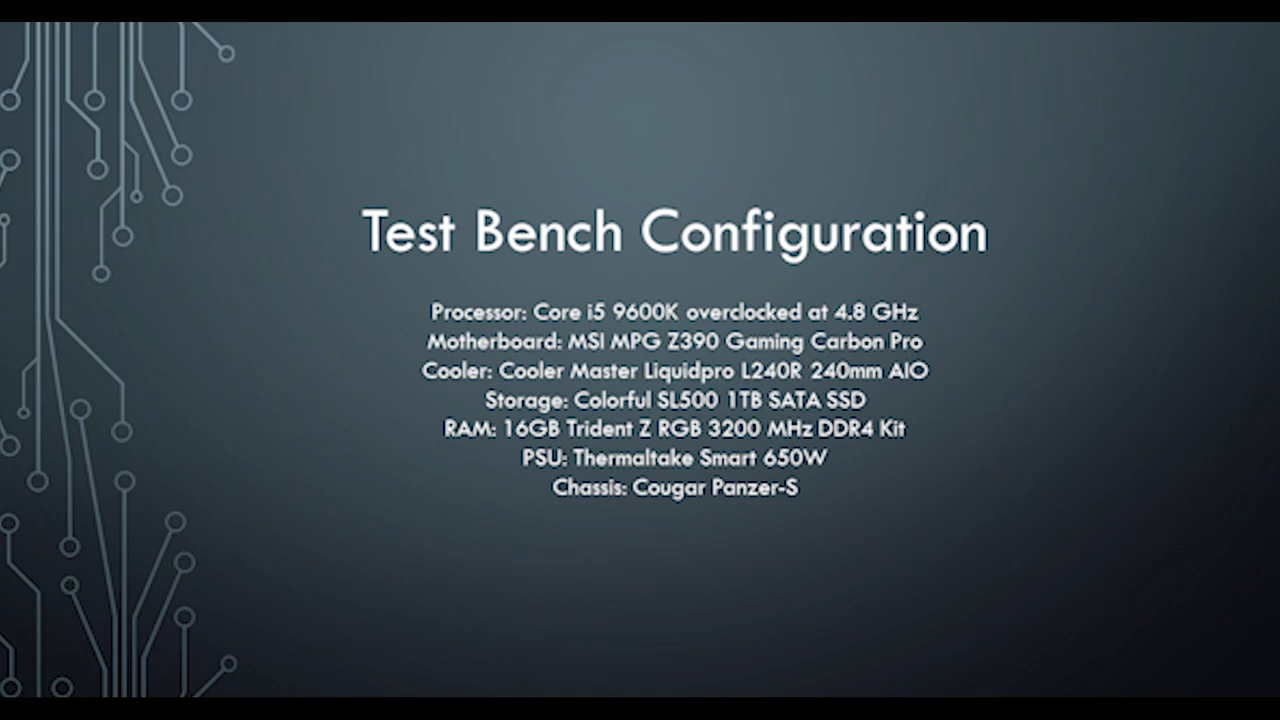 Test Bench Configuration
Processor: Core i5 9600K overclocked at 4.8 GHz
Motherboard: MSI MPG Z390 Gaming Carbon Pro
Cooler: Cooler Master Liquidpro L240R 240mm AIO
Storage: Colorful SL500 1TB SATA SSD
RAM: 16GB Trident Z RGB 3200 MHz DDR4 Kit
PSU: Thermaltake Smart 650W
Chassis: Cougar Panzer-S